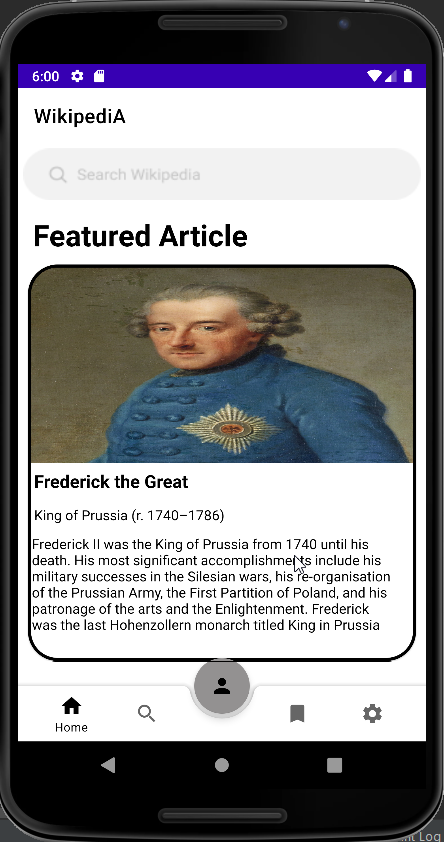 6:00
WikipediA
Search Wikipedia
Featured Article
Frederick the Great
King of Prussia (r. 1740–1786)
Frederick II was the King of Prussia from 1740 until his
death. His most significant accomplishments include his
military successes in the Silesian wars, his re-organisation
of the Prussian Army, the First Partition of Poland, and his
patronage of the arts and the Enlightenment. Frederick
was the last Hohenzollern monarch titled King in Prussia
Home
Log